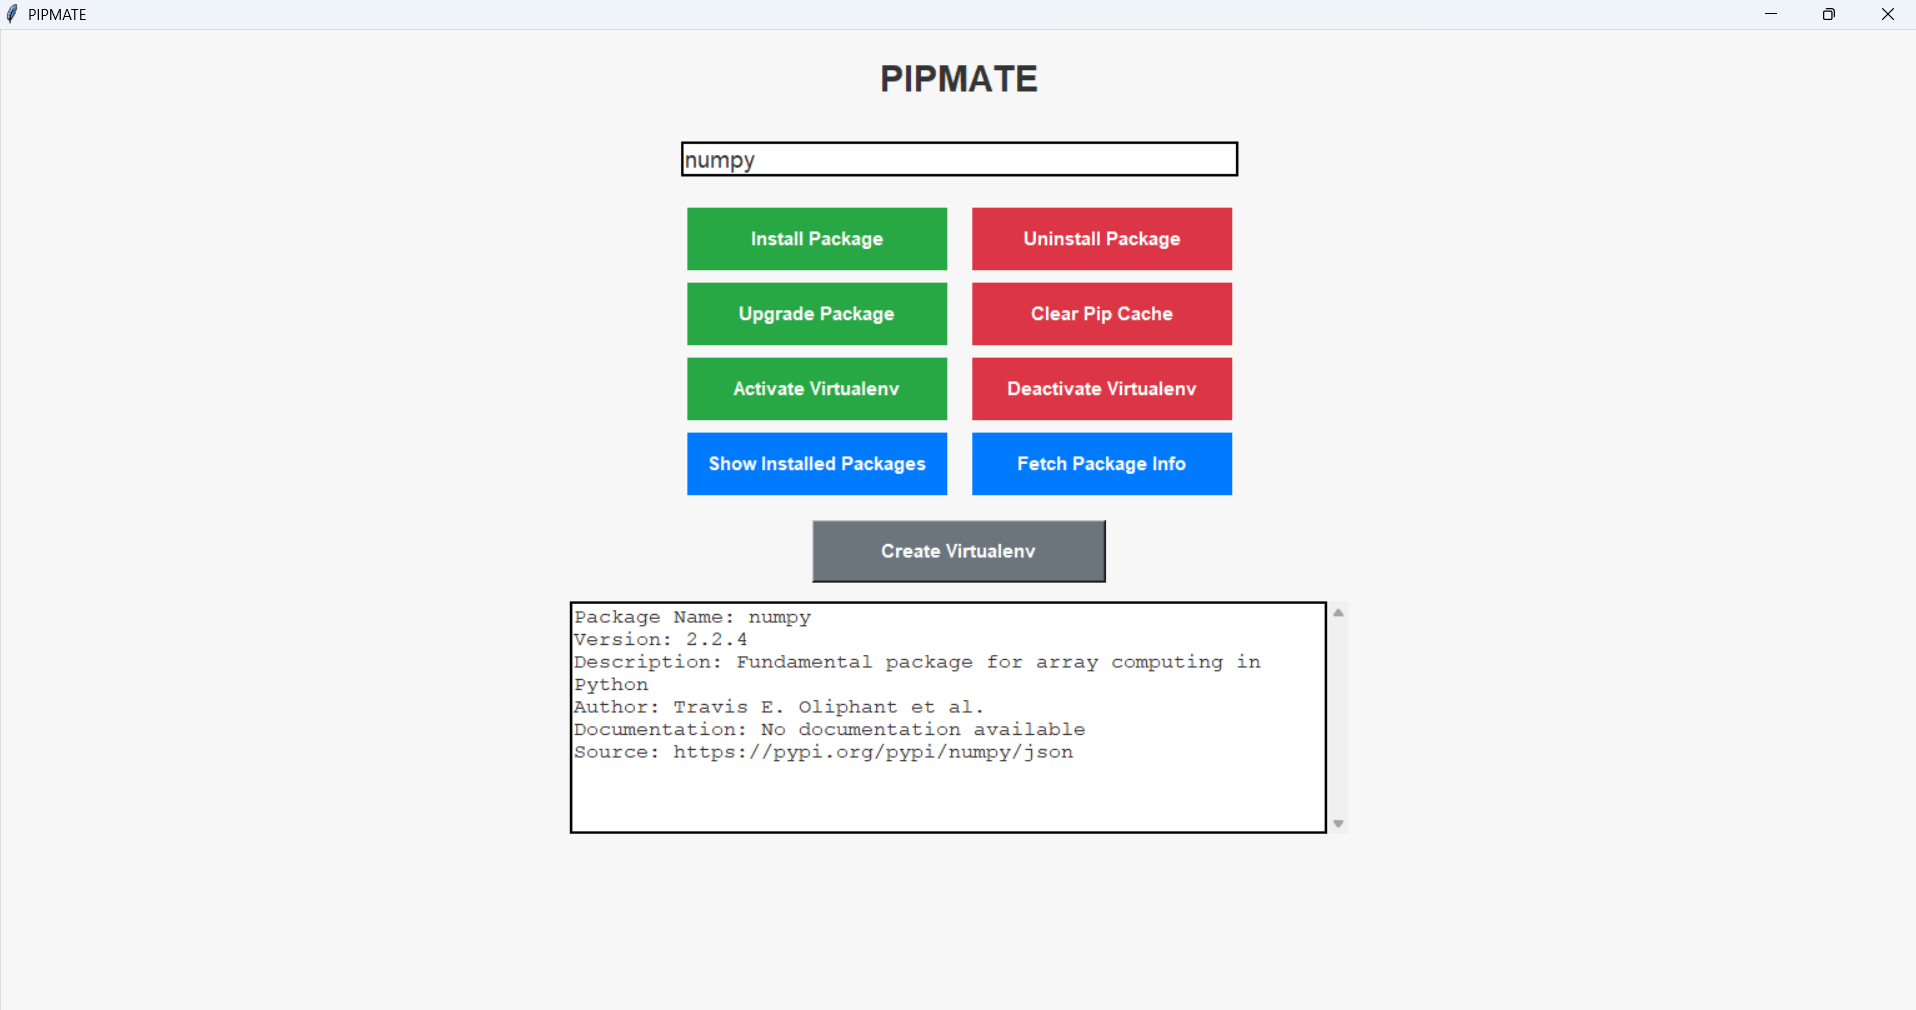 PIPMATE
PIPMATE
numpy
Install Package
Uninstall Package
Upgrade Package
Clear Pip Cache
Activate Virtualenv
Deactivate Virtualenv
Show Installed Packages
Fetch Package Info
Create Virtualenv
Package Name: numpy
Version: 2.2.4
Description: Fundamental package for array computing in
Python
Author: Travis E. Oliphant et al.
Documentation: No documentation available
Source: https://pypi.org/pypi/numpy/json